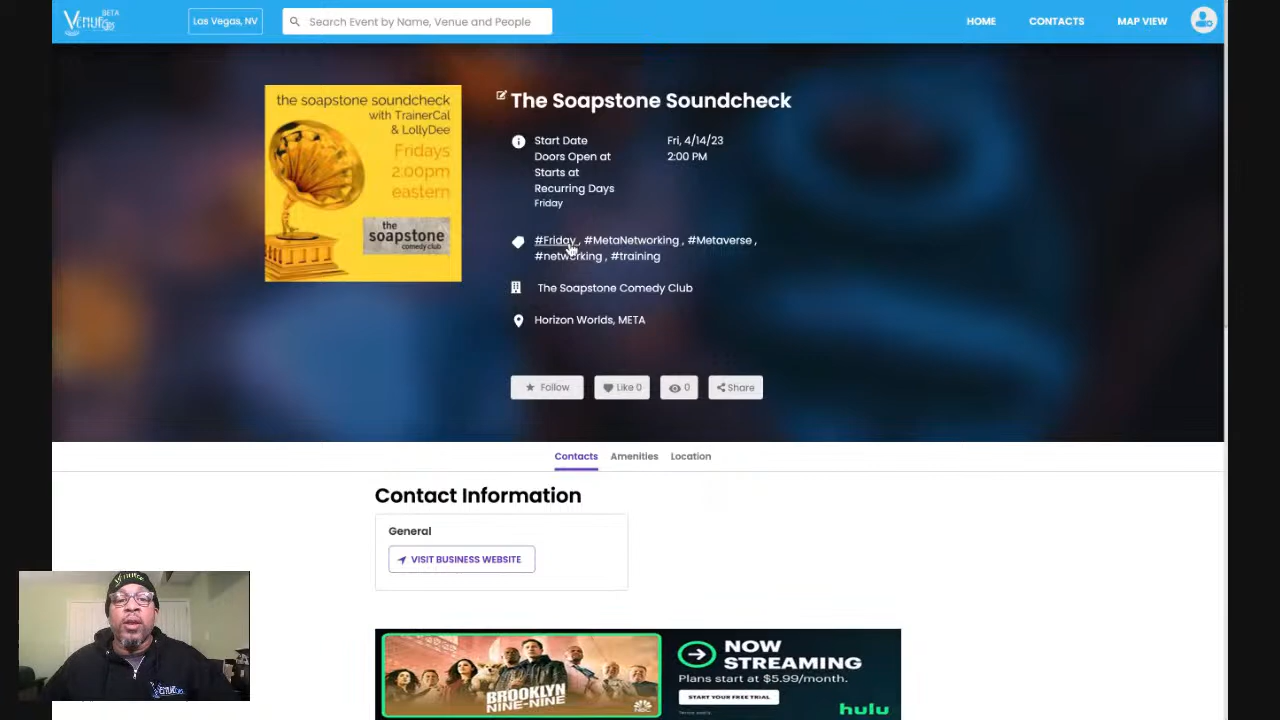 VENUE
BETA
Las Vegas, NV
Search Event by Name, Venue and People
HOME
CONTACTS
MAP VIEW
the soapstone soundcheck
with TrainerCal
& LollyDee
Fridays
2.00pm
eastern
the
soapstone
comedy club
The Soapstone Soundcheck
Start Date Fri, 4/14/23
Doors Open at 2:00 PM
Starts at
Recurring Days
Friday
#Friday , #MetaNetworking , #Metaverse ,
#networking , #training
The Soapstone Comedy Club
Horizon Worlds, META
Follow
Like 0
0
Share
Contacts
Amenities
Location
Contact Information
General
VISIT BUSINESS WEBSITE
BROOKLYN
NINE-NINE
NBC
NOW
STREAMING
Plans start at $5.99/month.
START YOUR FREE TRIAL
hulu